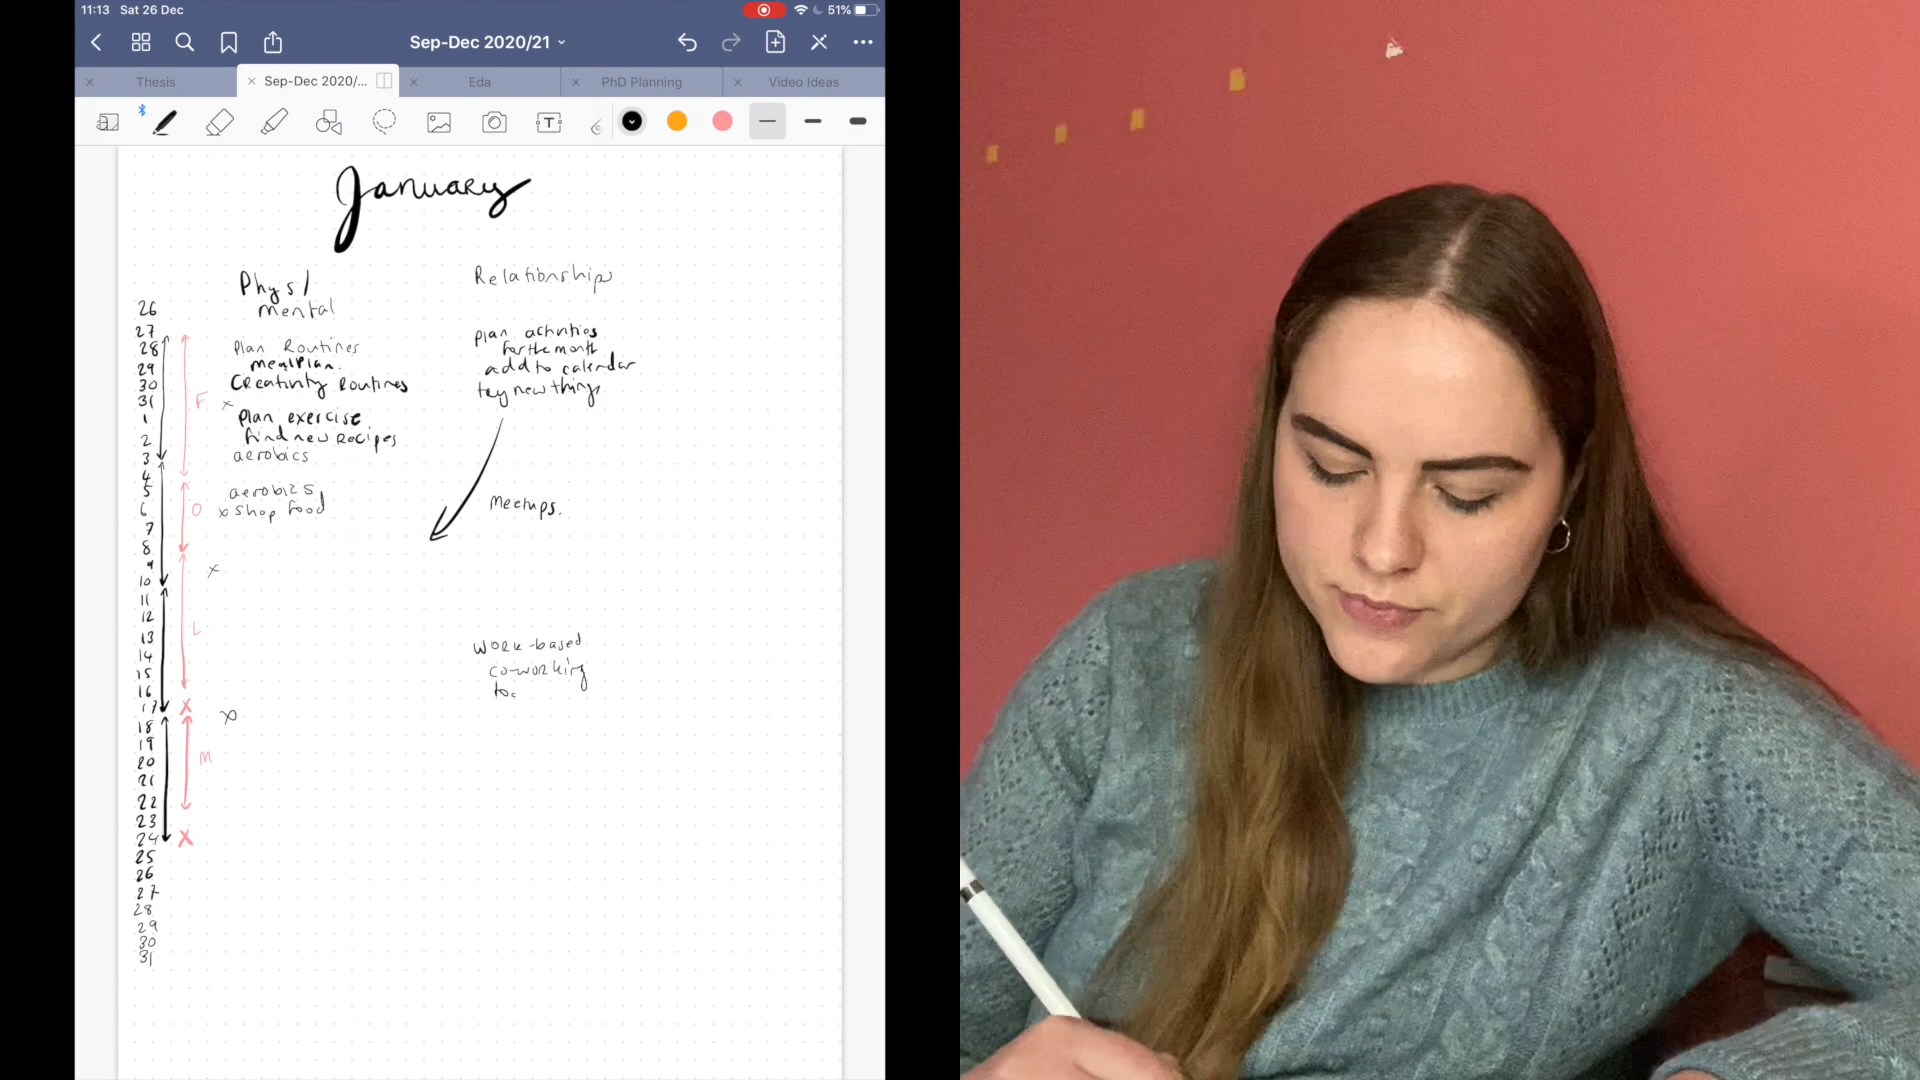 11:13 Sat 26 Dec
51%
Sep-Dec 2020/21
Thesis
Sep-Dec 2020/...
Eda
PhD Planning
Video Ideas
January
Phys/
mental
Relationships
26
27
28
29
30
31
1
2
3
4
5
6
7
8
9
10
11
12
13
14
15
16
17
18
19
20
21
22
23
24
25
26
27
28
29
30
31
F
O
L
X
M
X
Plan Routines
mealplan.
Creativity Routines
x
plan exercise
find new recipes
aerobics
aerobics
x shop food
x
x
plan activities
for the month
add to calendar
try new things
Meetups.
work-based
co-working
to